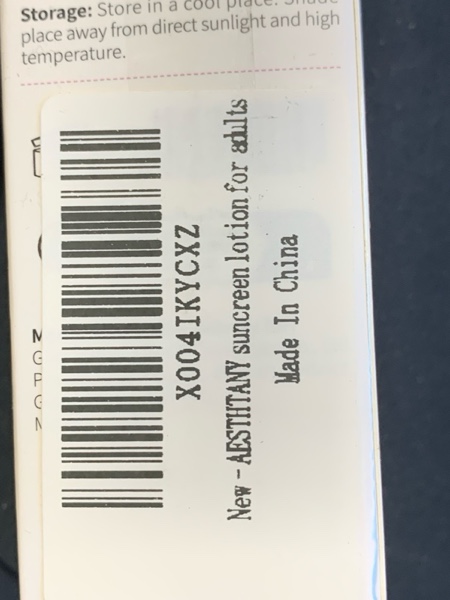 Storage: Store in a cool place. Shade
place away from direct sunlight and high
temperature.
M
G
P
G
M
X004IKYCXZ
New - AESTHTANY suncreen lotion for adults
Made In China